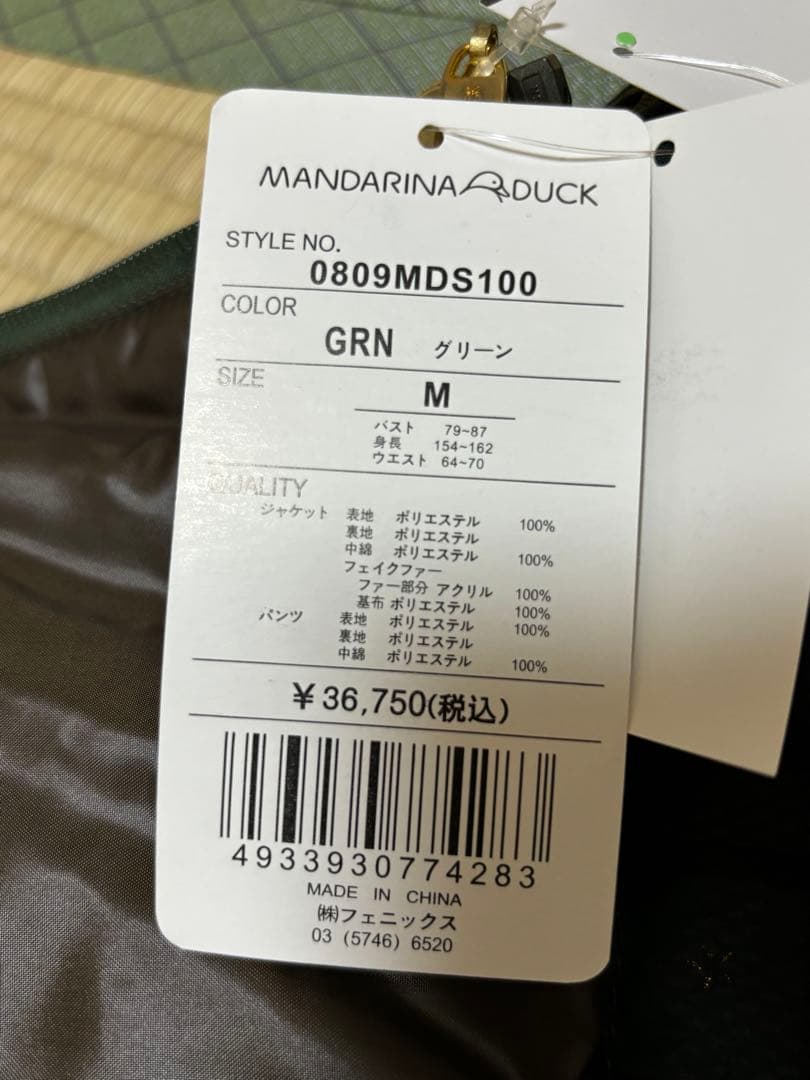 MANDARINA DUCK
STYLE NO.
0809MDS100
COLOR
GRN グリーン
SIZE
M
バスト 79~87
身長 154~162
ウエスト 64~70
QUALITY
ジャケット 表地 ポリエステル 100%
裏地 ポリエステル
中綿 ポリエステル 100%
フェイクファー
ファー部分 アクリル 100%
基布 ポリエステル 100%
パンツ 表地 ポリエステル 100%
裏地 ポリエステル
中綿 ポリエステル 100%
¥36,750(税込)
4933930774283
MADE IN CHINA
㈱フェニックス
03 (5746) 6520